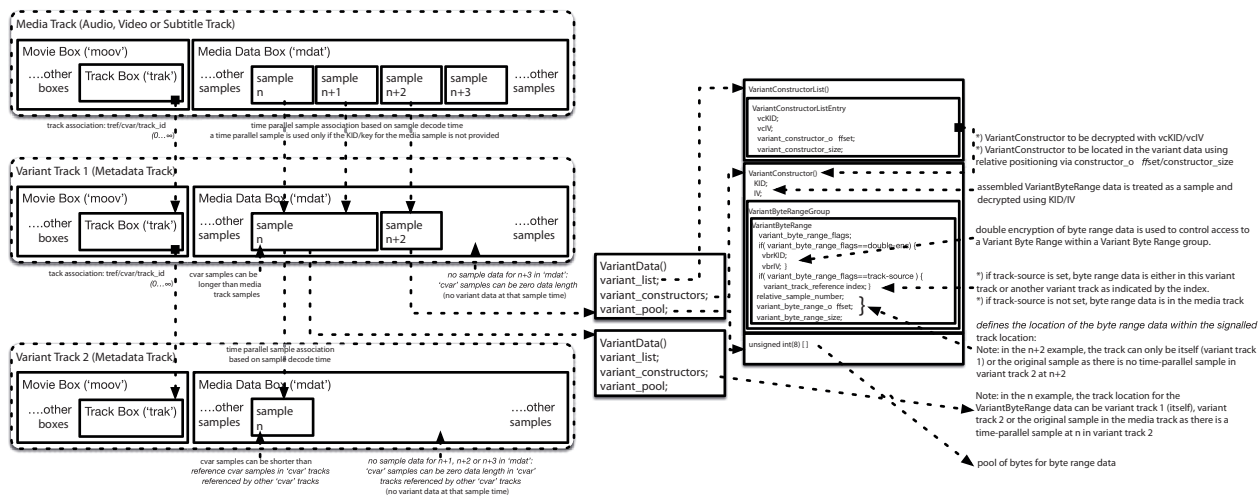 Media Track (Audio, Video or Subtitle Track)
Movie Box ('moov')
….other
boxes
Track Box ('trak')
Media Data Box ('mdat')
….other
samples
sample
n
sample
n+1
sample
n+2
sample
n+3
….other
samples
track association: tref/cvar/track_id
(0…∞)
time parallel sample association based on sample decode time
a time parallel sample is used only if the KID/key for the media sample is not provided
Variant Track 1 (Metadata Track)
Movie Box ('moov')
….other
boxes
Track Box ('trak')
Media Data Box ('mdat')
….other
samples
sample
n
sample
n+2
….other
samples
tack association: tref/cvar/track_id
(0…∞)
cvar samples can be
longer than media
track samples
no sample data for n+3 in 'mdat':
'cvar' samples can be zero data length
(no variant data at that sample time)
time parallel sample association
based on sample decode time
Variant Track 2 (Metadata Track)
Movie Box ('moov')
….other
boxes
Track Box ('trak')
Media Data Box ('mdat')
….other
samples
sample
n
….other
samples
cvar samples can be shorter than
reference cvar samples in 'cvar' tracks
referenced by other 'cvar' tracks
no sample data for n+1, n+2 or n+3 in 'mdat':
'cvar' samples can be zero data length in 'cvar'
tracks referenced by other 'cvar' tracks
(no variant data at that sample time)
VariantData()
variant_list;
variant_constructors;
variant_pool;
VariantData()
variant_list;
variant_constructors;
variant_pool;
VariantConstructorList()
VariantConstructorListEntry
vcKID;
vcIV;
variant_constructor_o ffset;
variant_constructor_size;
VariantConstructor()
KID;
IV;
VariantByteRangeGroup
VariantByteRange
variant_byte_range_flags;
if( variant_byte_range_flags==double-enc) {
vbrKID;
vbrIV; }
if( variant_byte_range_flags==track-source ) {
variant_track_reference index; }
relative_sample_number;
variant_byte_range_o ffset;
variant_byte_range_size;
}
unsigned int(8) [ ]
*) VariantConstructor to be decrypted with vcKID/vcIV
*) VariantConstructor to be located in the variant data using
relative positioning via constructor_o ffset/constructor_size
assembled VariantByteRange data is treated as a sample and
decrypted using KID/IV
double encryption of byte range data is used to control access to
a Variant Byte Range within a Variant Byte Range group.
*) if track-source is set, byte range data is either in this variant
track or another variant track as indicated by the index.
*) if track-source is not set, byte range data is in the media track
defines the location of the byte range data within the signalled
track location:
Note: in the n+2 example, the track can only be itself (variant track
1) or the original sample as there is no time-parallel sample in
variant track 2 at n+2
Note: in the n example, the track location for the
VariantByteRange data can be variant track 1 (itself), variant
track 2 or the original sample in the media track as there is a
time-parallel sample at n in variant track 2
pool of bytes for byte range data